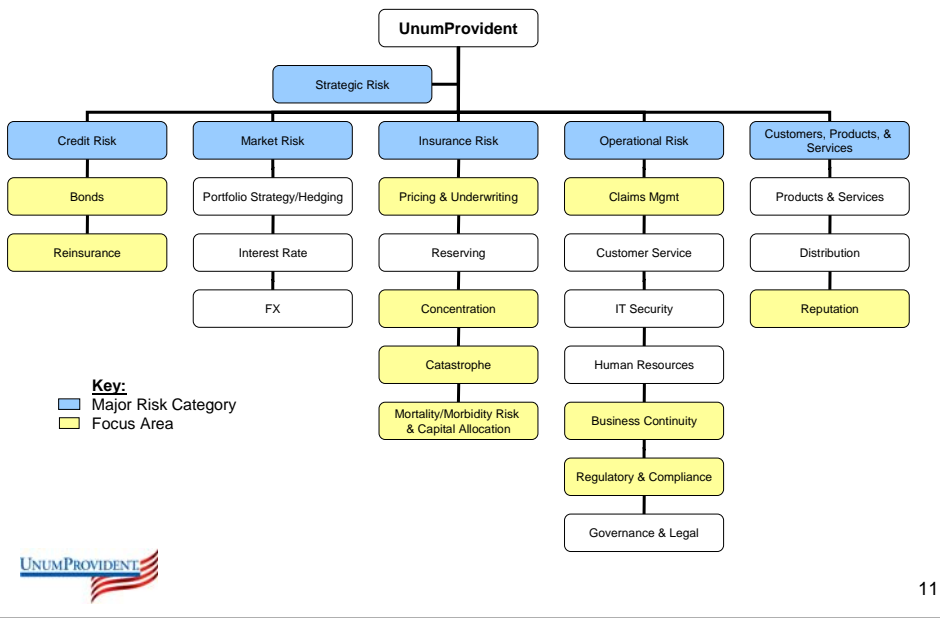 UnumProvident
Strategic Risk
Credit Risk
Market Risk
Insurance Risk
Operational Risk
Customers, Products, &
Services
Bonds
Portfolio Strategy/Hedging
Pricing & Underwriting
Claims Mgmt
Products & Services
Reinsurance
Interest Rate
Reserving
Customer Service
Distribution
FX
Concentration
IT Security
Reputation
Catastrophe
Human Resources
Key:
Major Risk Category
Focus Area
Mortality/Morbidity Risk
& Capital Allocation
Business Continuity
Regulatory & Compliance
Governance & Legal
UNUMPROVIDENT
11